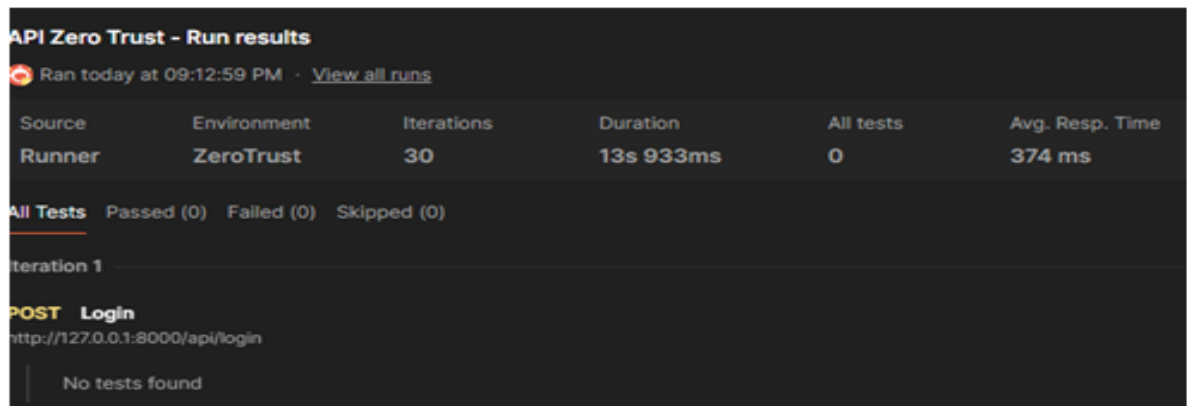 API Zero Trust - Run results
Ran today at 09:12:59 PM · View all runs
Source Environment Iterations Duration All tests Avg. Resp. Time
Runner ZeroTrust 30 13s 933ms 0 374 ms
All Tests Passed (0) Failed (0) Skipped (0)
Iteration 1
POST Login
http://127.0.0.1:8000/api/login
No tests found